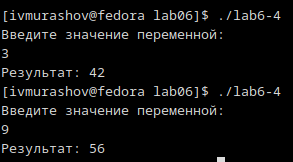 [ivmurashov@fedora lab06]$ ./lab6-4
Введите значение переменной:
3
Результат: 42
[ivmurashov@fedora lab06]$ ./lab6-4
Введите значение переменной:
9
Результат: 56